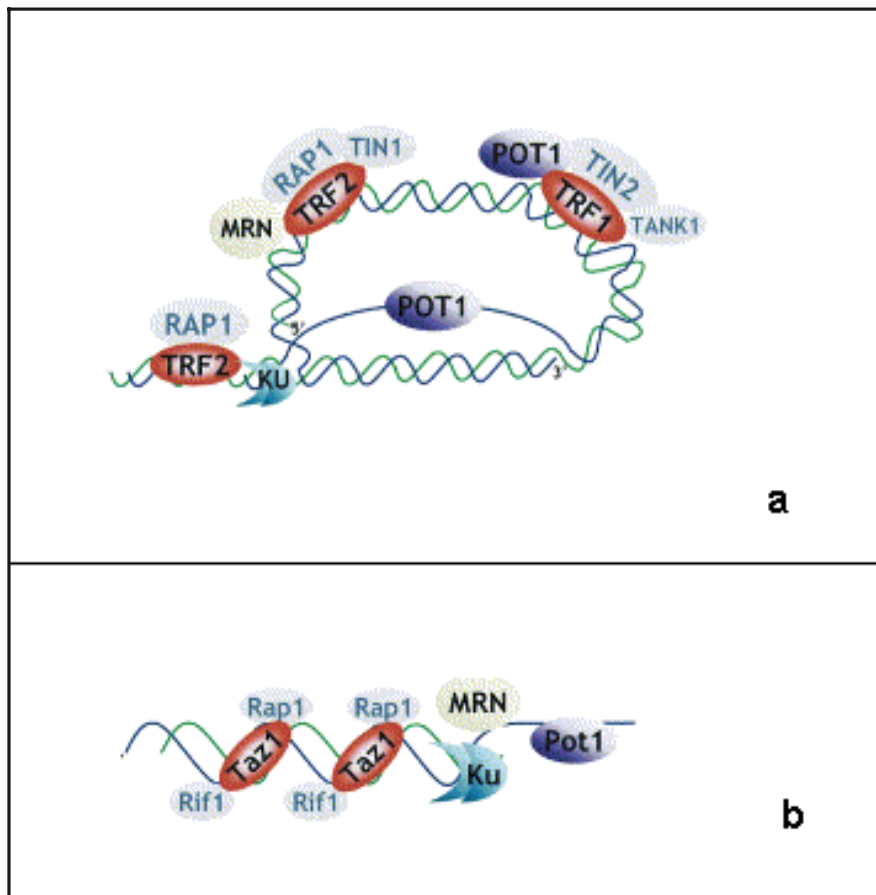 RAP1
TIN1
TRF2
MRN
POT1
TIN2
TRF1
TANK1
POT1
RAP1
TRF2
KU
5'
3'
a
Rap1
Rap1
MRN
Taz1
Taz1
Ku
Pot1
Rif1
Rif1
b